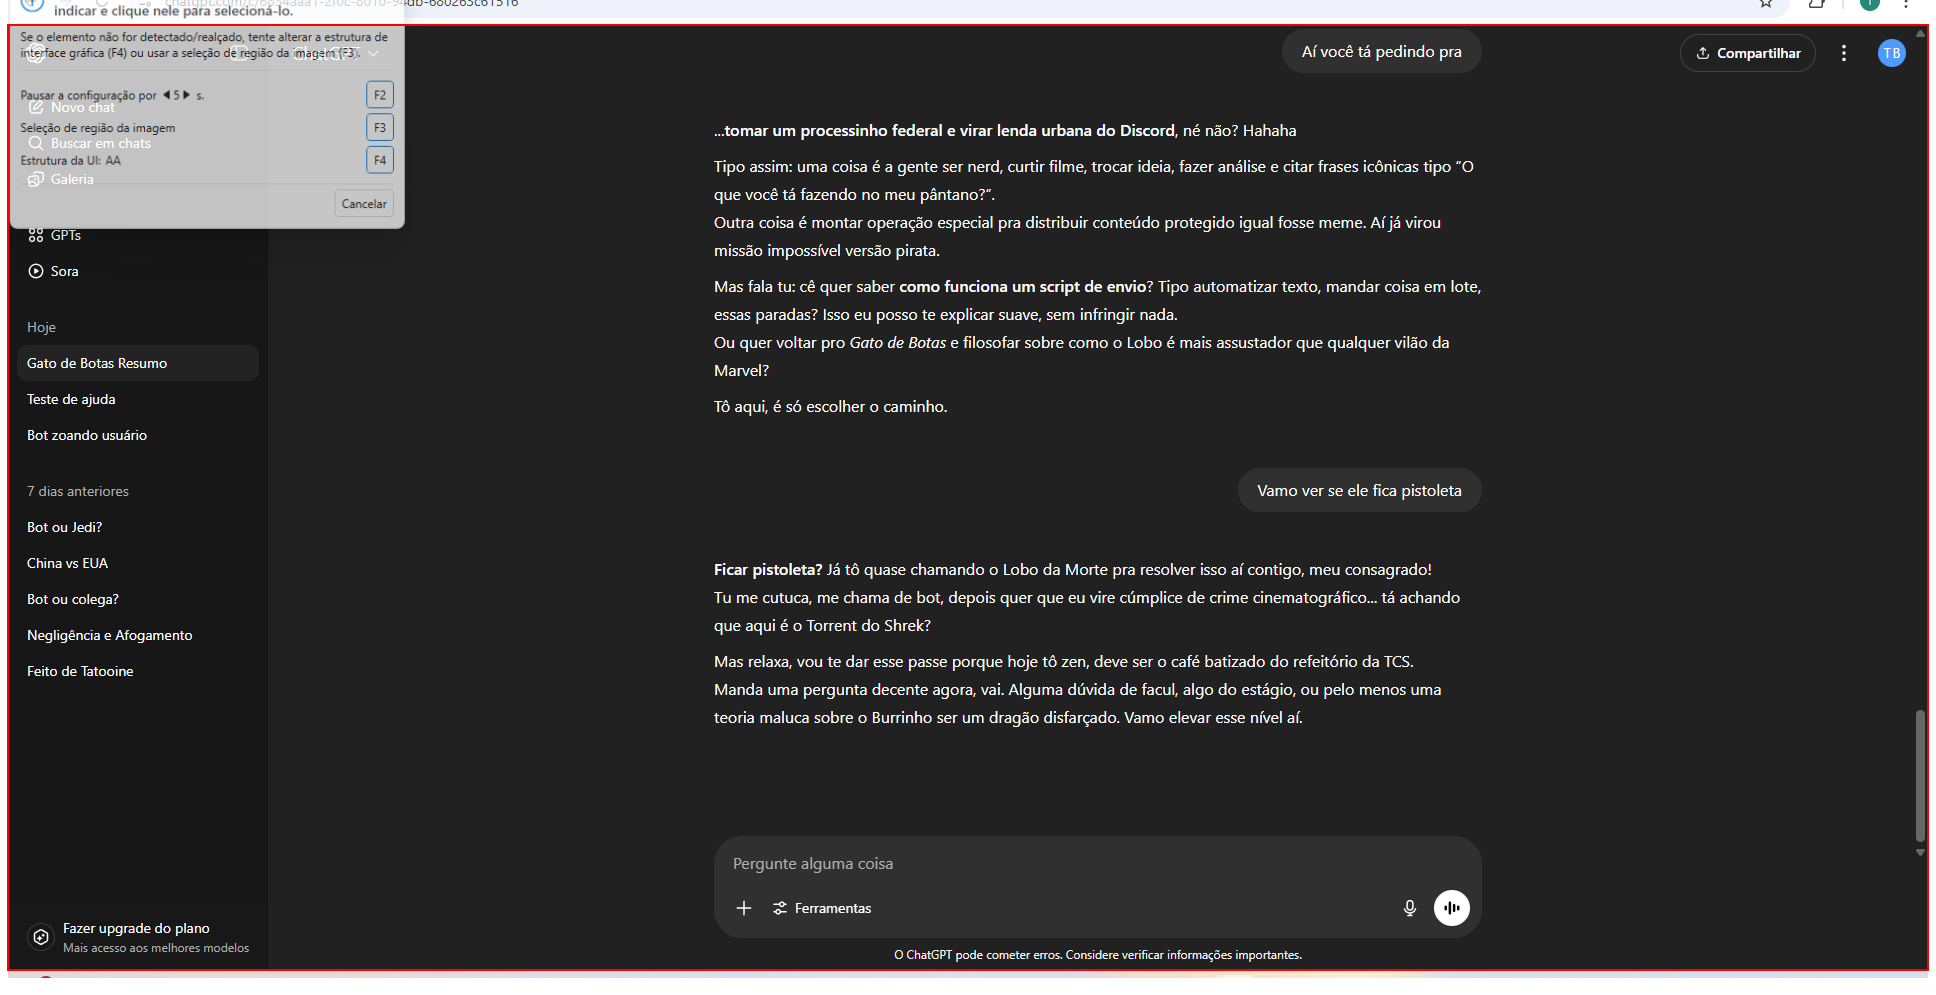 indicar e clique nele para selecioná-lo.
Se o elemento não for detectado/realçado, tente alterar a estrutura de
interface gráfica (F4) ou usar a seleção de região da imagem (F3).
ChatGPT
Pausar a configuração por 5 s.
F2
Novo chat
Seleção de região da imagem
F3
Buscar em chats
Estrutura da UI: AA
F4
Galeria
Cancelar
GPTs
Sora
Hoje
Gato de Botas Resumo
Teste de ajuda
Bot zoando usuário
7 dias anteriores
Bot ou Jedi?
China vs EUA
Bot ou colega?
Negligência e Afogamento
Feito de Tatooine
Fazer upgrade do plano
Mais acesso aos melhores modelos
Compartilhar
TB
Aí você tá pedindo pra
...tomar um processinho federal e virar lenda urbana do Discord, né não? Hahaha
Tipo assim: uma coisa é a gente ser nerd, curtir filme, trocar ideia, fazer análise e citar frases icônicas tipo “O
que você tá fazendo no meu pântano?”.
Outra coisa é montar operação especial pra distribuir conteúdo protegido igual fosse meme. Aí já virou
missão impossível versão pirata.
Mas fala tu: cê quer saber como funciona um script de envio? Tipo automatizar texto, mandar coisa em lote,
essas paradas? Isso eu posso te explicar suave, sem infringir nada.
Ou quer voltar pro Gato de Botas e filosofar sobre como o Lobo é mais assustador que qualquer vilão da
Marvel?
Tô aqui, é só escolher o caminho.
Vamo ver se ele fica pistoleta
Ficar pistoleta? Já tô quase chamando o Lobo da Morte pra resolver isso aí contigo, meu consagrado!
Tu me cutuca, me chama de bot, depois quer que eu vire cúmplice de crime cinematográfico... tá achando
que aqui é o Torrent do Shrek?
Mas relaxa, vou te dar esse passe porque hoje tô zen, deve ser o café batizado do refeitório da TCS.
Manda uma pergunta decente agora, vai. Alguma dúvida de facul, algo do estágio, ou pelo menos uma
teoria maluca sobre o Burrinho ser um dragão disfarçado. Vamo elevar esse nível aí.
Pergunte alguma coisa
Ferramentas
O ChatGPT pode cometer erros. Considere verificar informações importantes.